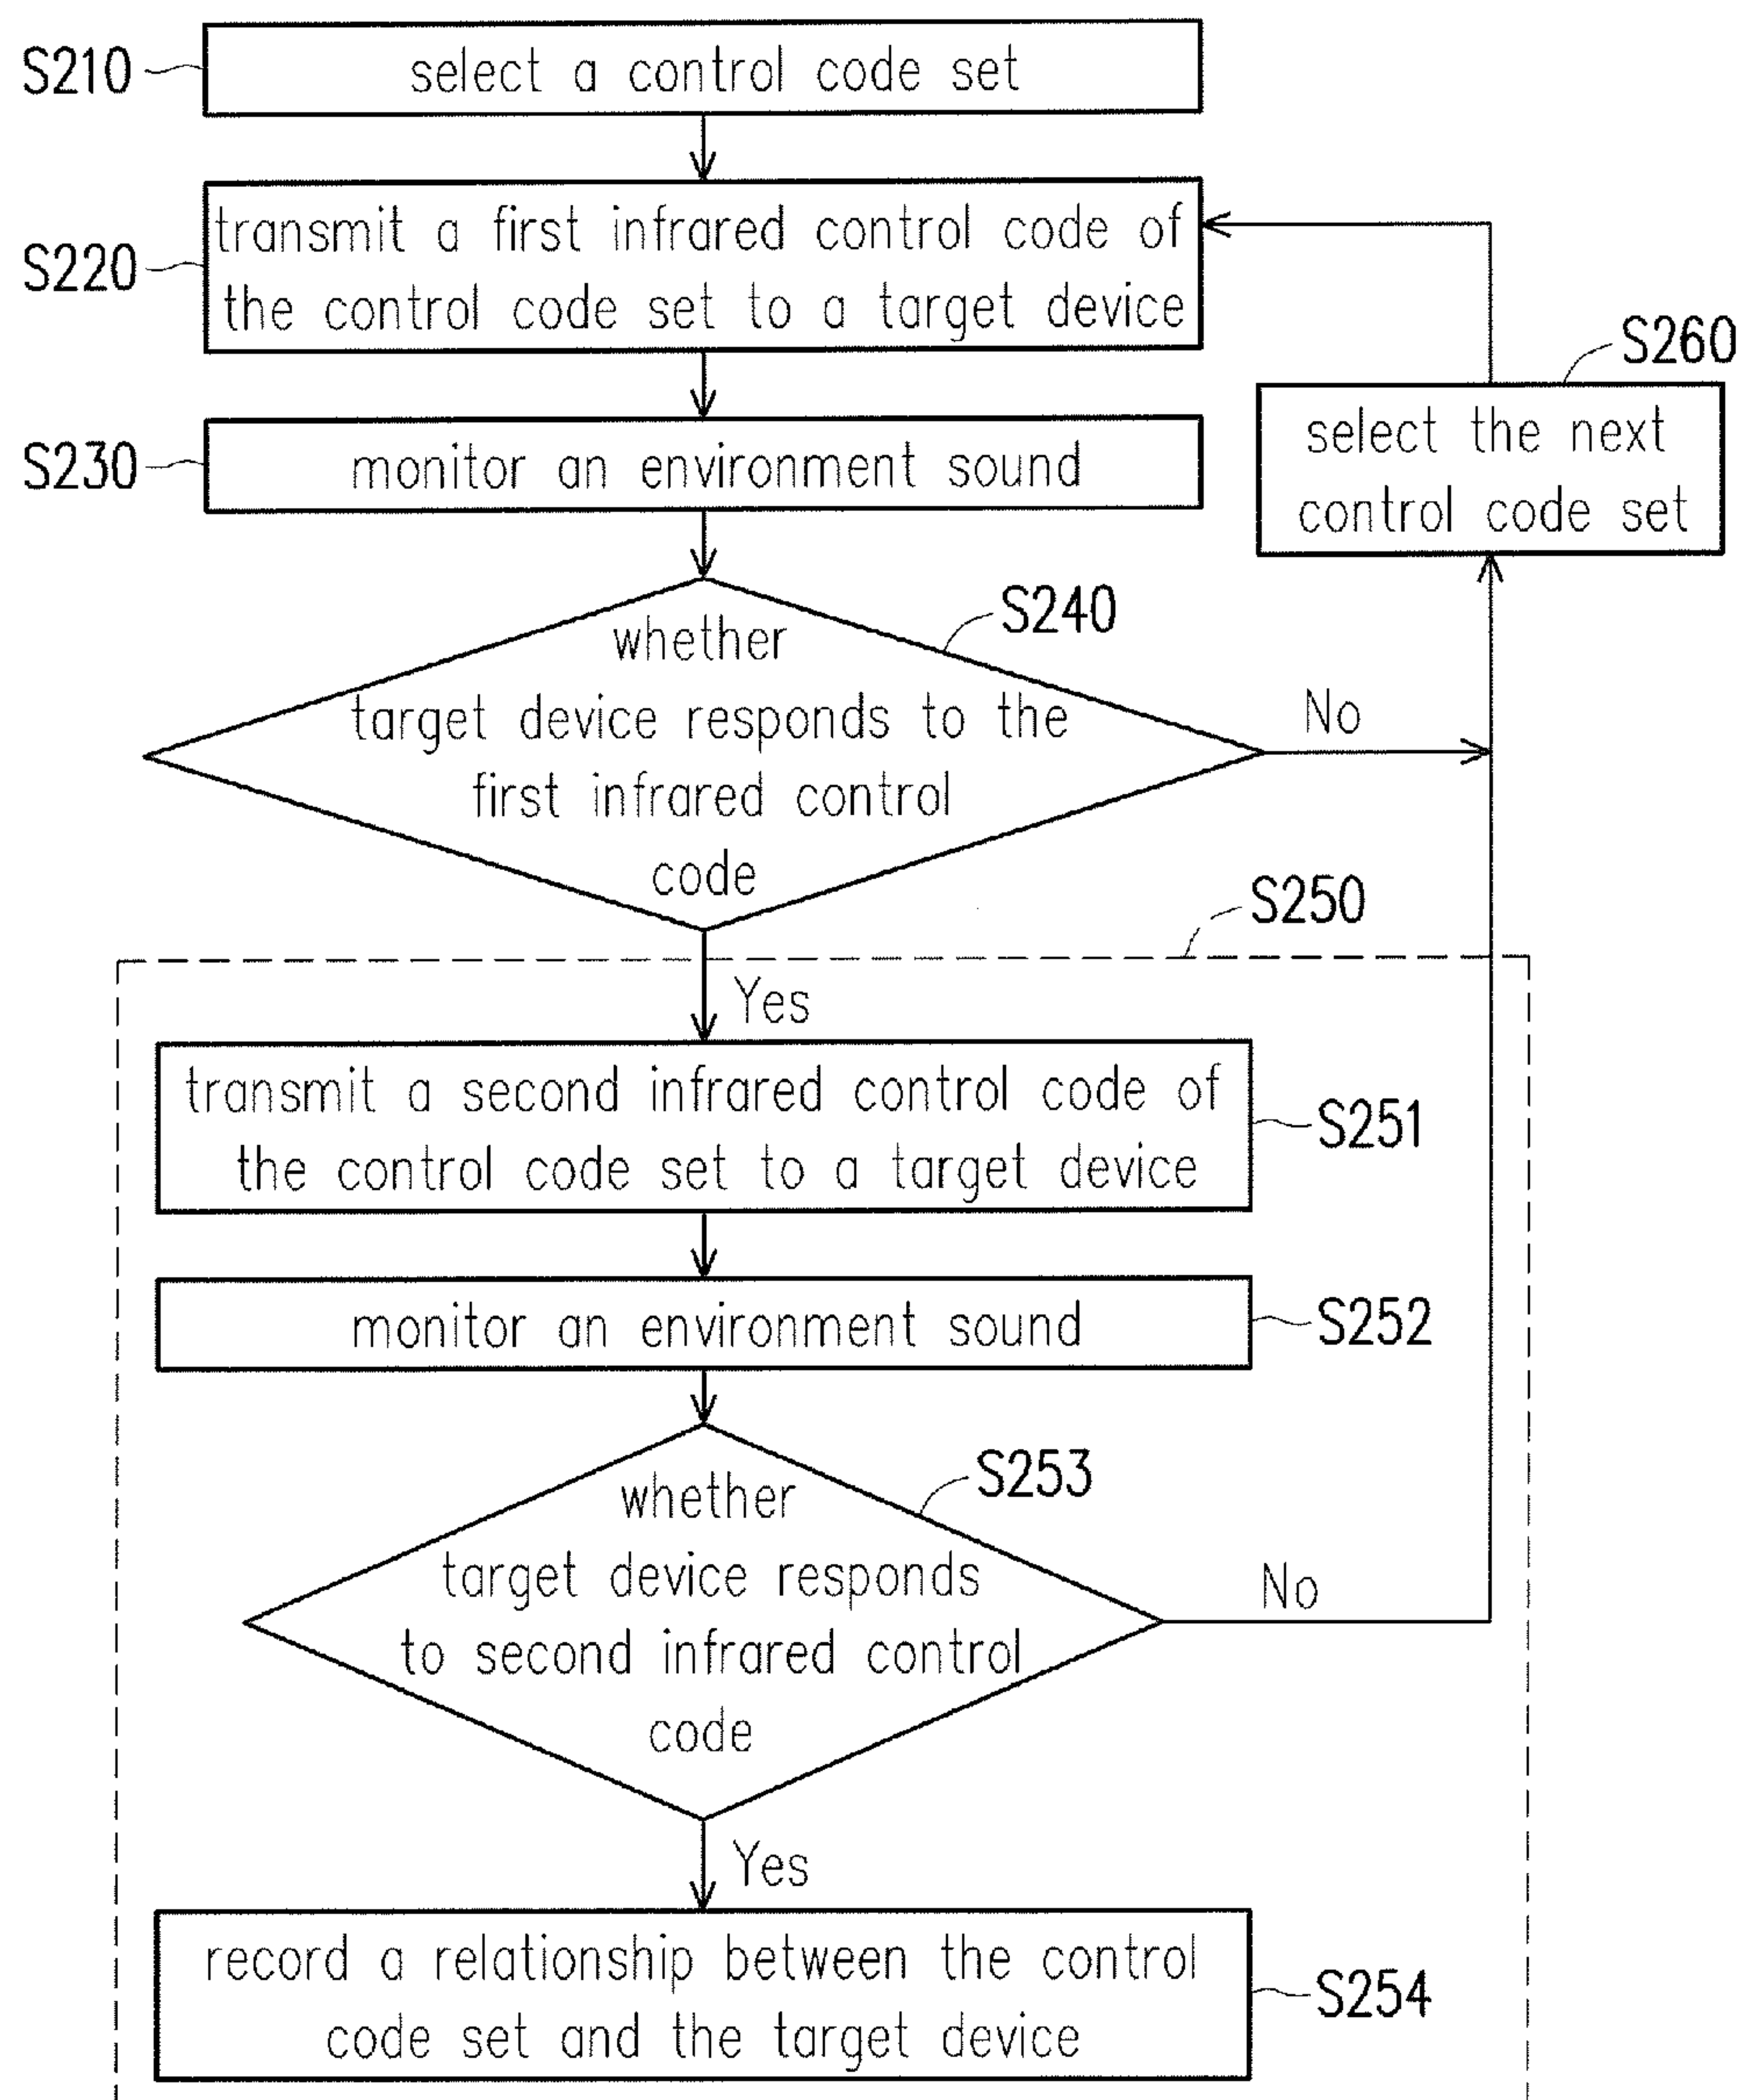 S210
select a control code set
S220
transmit a first infrared control code of
the control code set to a target device
S260
select the next
control code set
S230
monitor an environment sound
S240
whether
target device responds to the
first infrared control
code
No
S250
Yes
transmit a second infrared control code of
the control code set to a target device
S251
monitor an environment sound
S252
S253
whether
target device responds
to second infrared control
code
No
Yes
record a relationship between the control
code set and the target device
S254